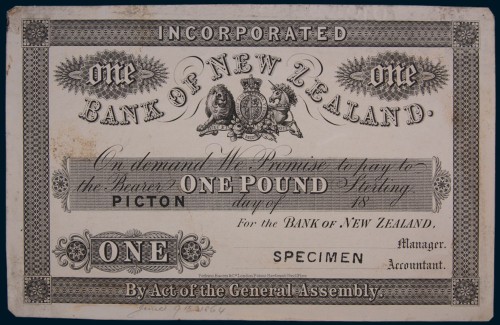 INCORPORATED
one one
BANK OF NEW ZEALAND.
On demand We Promise to pay to
the Bearer ONE POUND Sterling
PICTON day of 18
For the BANK OF NEW ZEALAND.
Manager.
ONE SPECIMEN
Accountant.
By Act of the General Assembly.